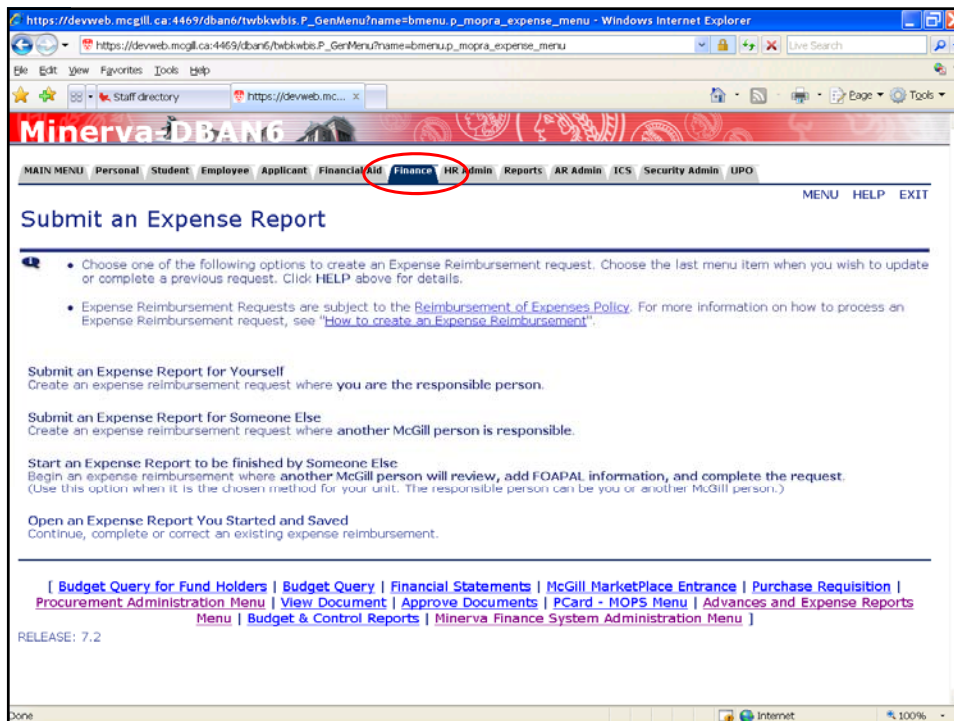 https://devweb.mcgill.ca:4469/dban6/twbkwbis.P_GenMenu?name=bmenu.p_mopra_expense_menu - Windows Internet Explorer
https://devweb.mcgill.ca:4469/dban6/twbkwbis.P_GenMenu?name=bmenu.p_mopra_expense_menu Live Search
File Edit View Favorites Tools Help
Staff directory https://devweb.mc... x Page Tools
Minerva-DBAN6
MAIN MENU Personal Student Employee Applicant Financial Aid Finance HR Admin Reports AR Admin ICS Security Admin UPO
MENU HELP EXIT
Submit an Expense Report
• Choose one of the following options to create an Expense Reimbursement request. Choose the last menu item when you wish to update
or complete a previous request. Click HELP above for details.
• Expense Reimbursement Requests are subject to the Reimbursement of Expenses Policy. For more information on how to process an
Expense Reimbursement request, see "How to create an Expense Reimbursement".
Submit an Expense Report for Yourself
Create an expense reimbursement request where you are the responsible person.
Submit an Expense Report for Someone Else
Create an expense reimbursement request where another McGill person is responsible.
Start an Expense Report to be finished by Someone Else
Begin an expense reimbursement where another McGill person will review, add FOAPAL information, and complete the request.
(Use this option when it is the chosen method for your unit. The responsible person can be you or another McGill person.)
Open an Expense Report You Started and Saved
Continue, complete or correct an existing expense reimbursement.
[ Budget Query for Fund Holders | Budget Query | Financial Statements | McGill MarketPlace Entrance | Purchase Requisition |
Procurement Administration Menu | View Document | Approve Documents | PCard - MOPS Menu | Advances and Expense Reports
Menu | Budget & Control Reports | Minerva Finance System Administration Menu ]
RELEASE: 7.2
Done Internet 100%